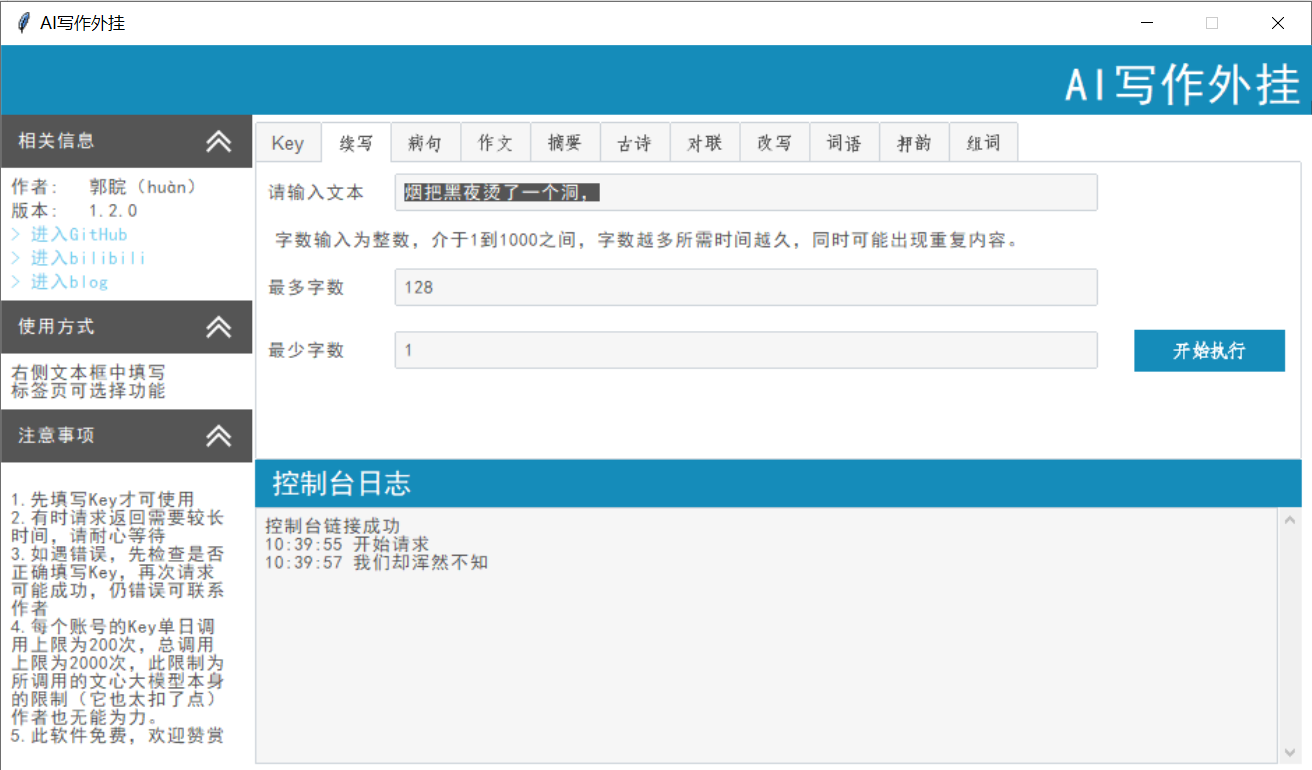 AI写作外挂
AI写作外挂
相关信息
作者： 郭睆（huàn）
版本： 1.2.0
> 进入GitHub
> 进入bilibili
> 进入blog
使用方式
右侧文本框中填写
标签页可选择功能
注意事项
1.先填写Key才可使用
2.有时请求返回需要较长
时间，请耐心等待
3.如遇错误，先检查是否
正确填写Key，再次请求
可能成功，仍错误可联系
作者
4.每个账号的Key单日调
用上限为200次，总调用
上限为2000次，此限制为
所调用的文心大模型本身
的限制（它也太扣了点）
作者也无能为力。
5.此软件免费，欢迎赞赏
Key 续写 病句 作文 摘要 古诗 对联 改写 词语 押韵 组词
请输入文本 烟把黑夜烫了一个洞，
字数输入为整数，介于1到1000之间，字数越多所需时间越久，同时可能出现重复内容。
最多字数 128
最少字数 1
开始执行
控制台日志
控制台链接成功
10:39:55 开始请求
10:39:57 我们却浑然不知